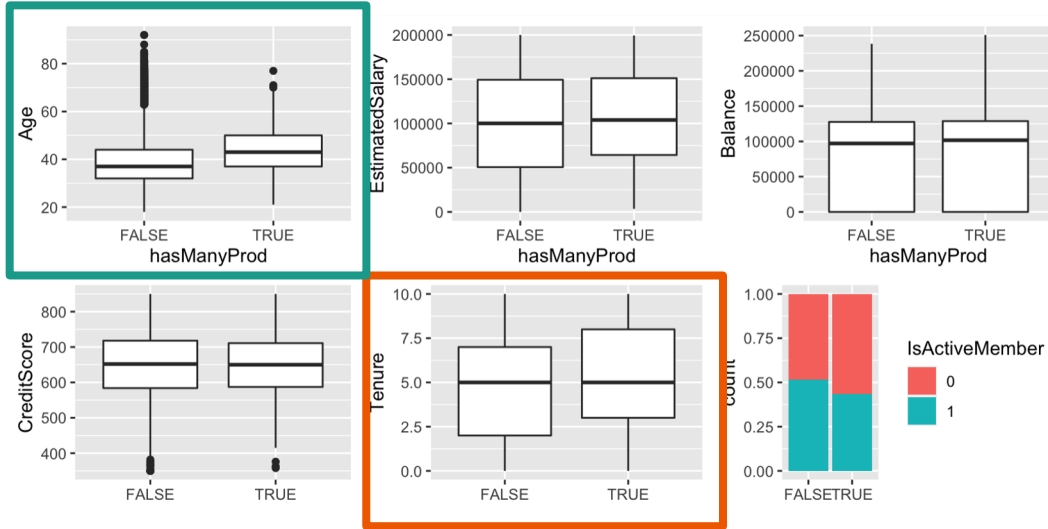 Age
80
60
40
20
FALSE
TRUE
hasManyProd
EstimatedSalary
200000
150000
100000
50000
0
FALSE
TRUE
hasManyProd
Balance
250000
200000
150000
100000
50000
0
FALSE
TRUE
hasManyProd
CreditScore
800
700
600
500
400
FALSE
TRUE
Tenure
10.0
7.5
5.0
2.5
0.0
FALSE
TRUE
count
1.00
0.75
0.50
0.25
0.00
FALSE
TRUE
IsActiveMember
0
1